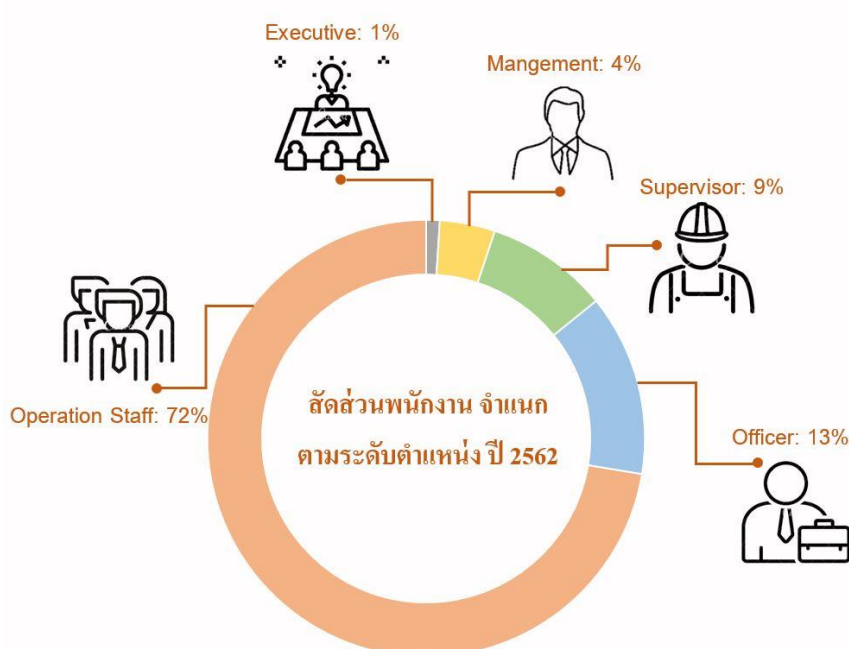 Executive: 1%
Mangement: 4%
Supervisor: 9%
Operation Staff: 72%
สัดส่วนพนักงาน จำแนก
ตามระดับตำแหน่ง ปี 2562
Officer: 13%